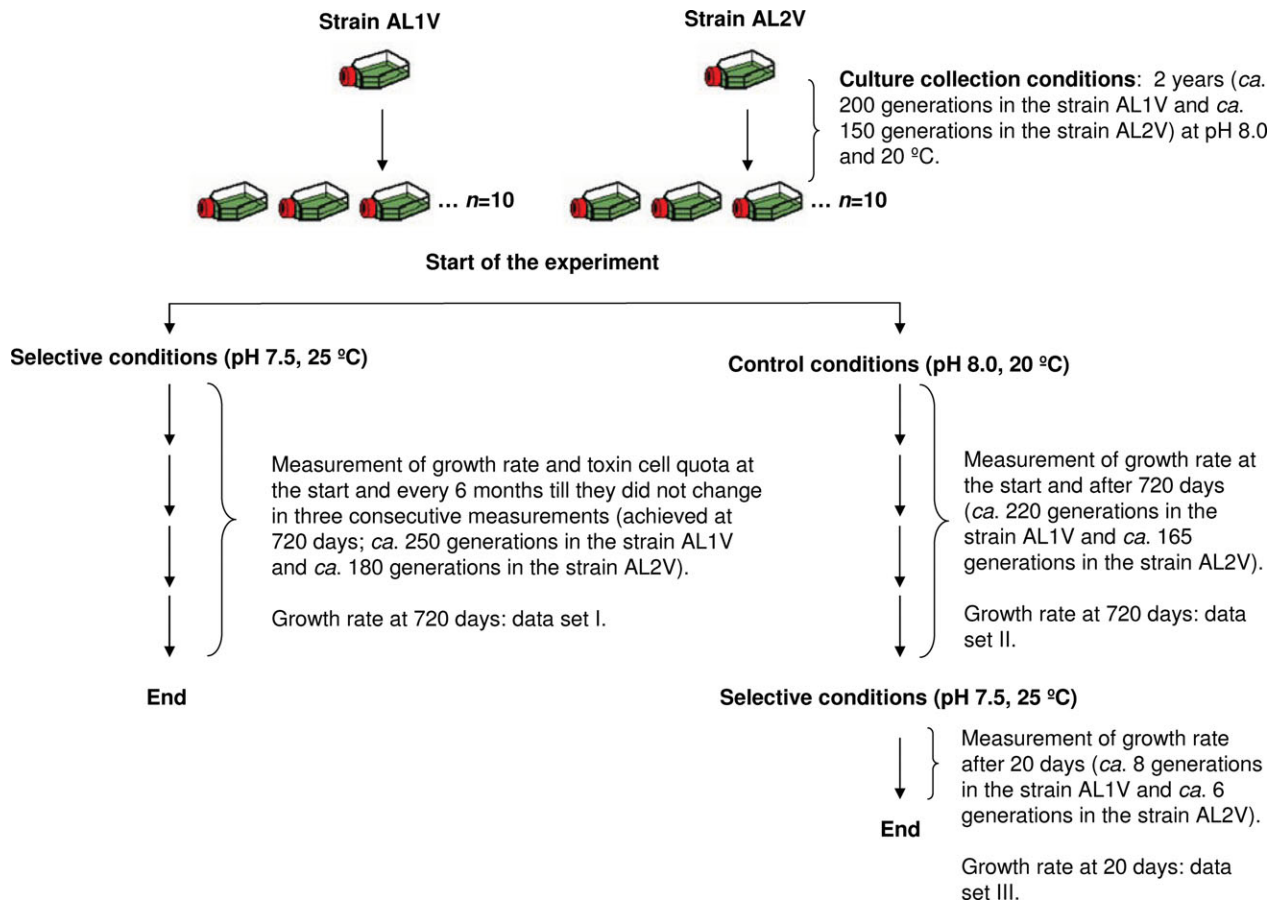 Strain AL1V
Strain AL2V
Culture collection conditions: 2 years (ca.
200 generations in the strain AL1V and ca.
150 generations in the strain AL2V) at pH 8.0
and 20 ºC.
... n=10
... n=10
Start of the experiment
Selective conditions (pH 7.5, 25 ºC)
Measurement of growth rate and toxin cell quota at
the start and every 6 months till they did not change
in three consecutive measurements (achieved at
720 days; ca. 250 generations in the strain AL1V
and ca. 180 generations in the strain AL2V).
Growth rate at 720 days: data set I.
End
Control conditions (pH 8.0, 20 ºC)
Measurement of growth rate at
the start and after 720 days
(ca. 220 generations in the
strain AL1V and ca. 165
generations in the strain AL2V).
Growth rate at 720 days: data
set II.
Selective conditions (pH 7.5, 25 ºC)
Measurement of growth rate
after 20 days (ca. 8 generations
in the strain AL1V and ca. 6
generations in the strain AL2V).
End
Growth rate at 20 days: data
set III.